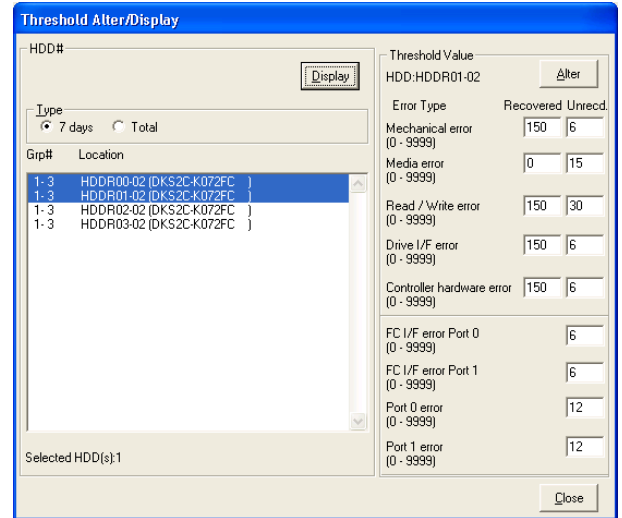 Threshold Alter/Display
HDD#
Display
Type
7 days Total
Grp# Location
1- 3 HDDR00-02 (DKS2C-K072FC )
1- 3 HDDR01-02 (DKS2C-K072FC )
1- 3 HDDR02-02 (DKS2C-K072FC )
1- 3 HDDR03-02 (DKS2C-K072FC )
Selected HDD(s):1
Threshold Value
HDD:HDDR01-02 Alter
Error Type Recovered Unrecd.
Mechanical error 150 6
(0 - 9999)
Media error 0 15
(0 - 9999)
Read / Write error 150 30
(0 - 9999)
Drive I/F error 150 6
(0 - 9999)
Controller hardware error 150 6
(0 - 9999)
FC I/F error Port 0 6
(0 - 9999)
FC I/F error Port 1 6
(0 - 9999)
Port 0 error 12
(0 - 9999)
Port 1 error 12
(0 - 9999)
Close